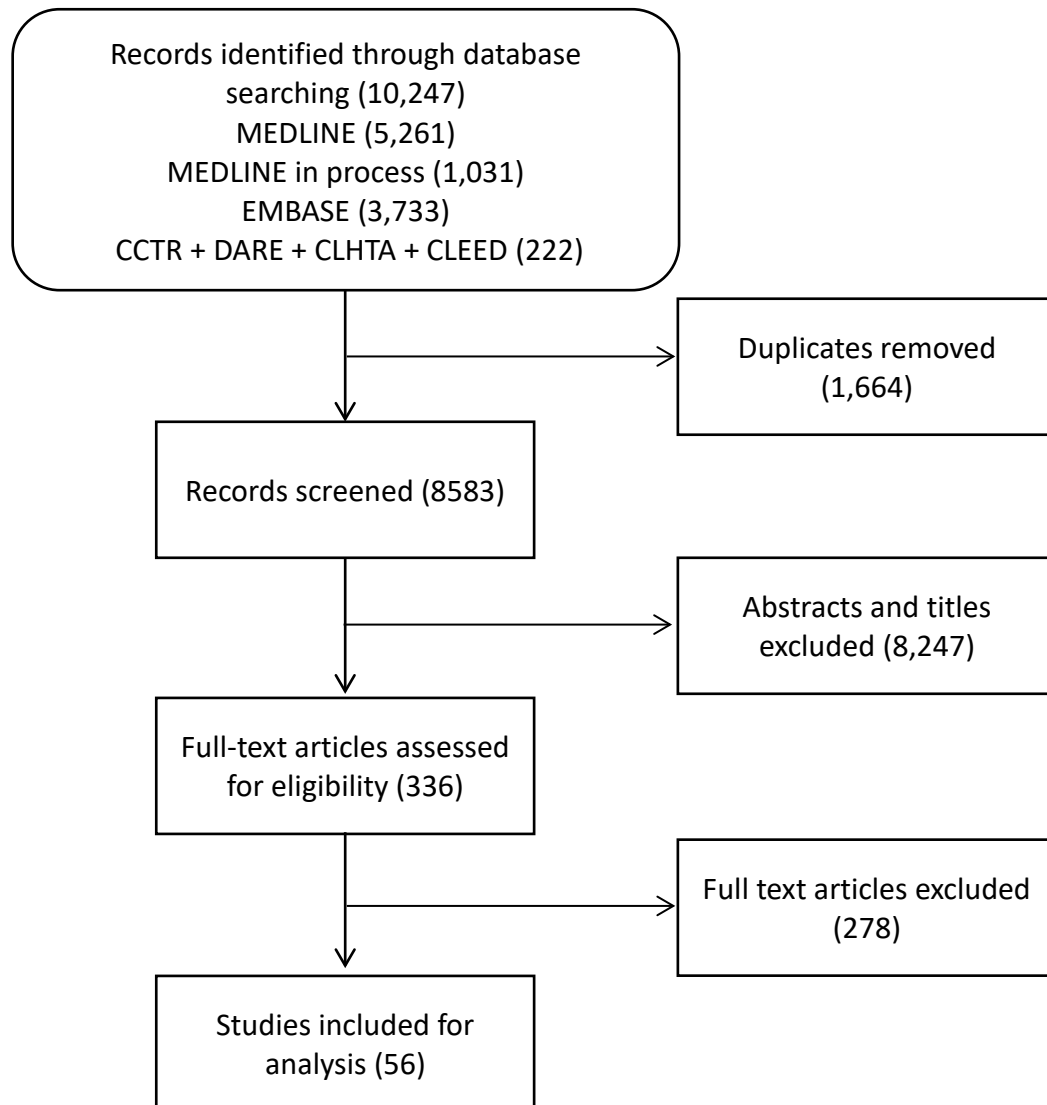 Records identified through database
searching (10,247)
MEDLINE (5,261)
MEDLINE in process (1,031)
EMBASE (3,733)
CCTR + DARE + CLHTA + CLEED (222)
Duplicates removed
(1,664)
Records screened (8583)
Abstracts and titles
excluded (8,247)
Full-text articles assessed
for eligibility (336)
Full text articles excluded
(278)
Studies included for
analysis (56)